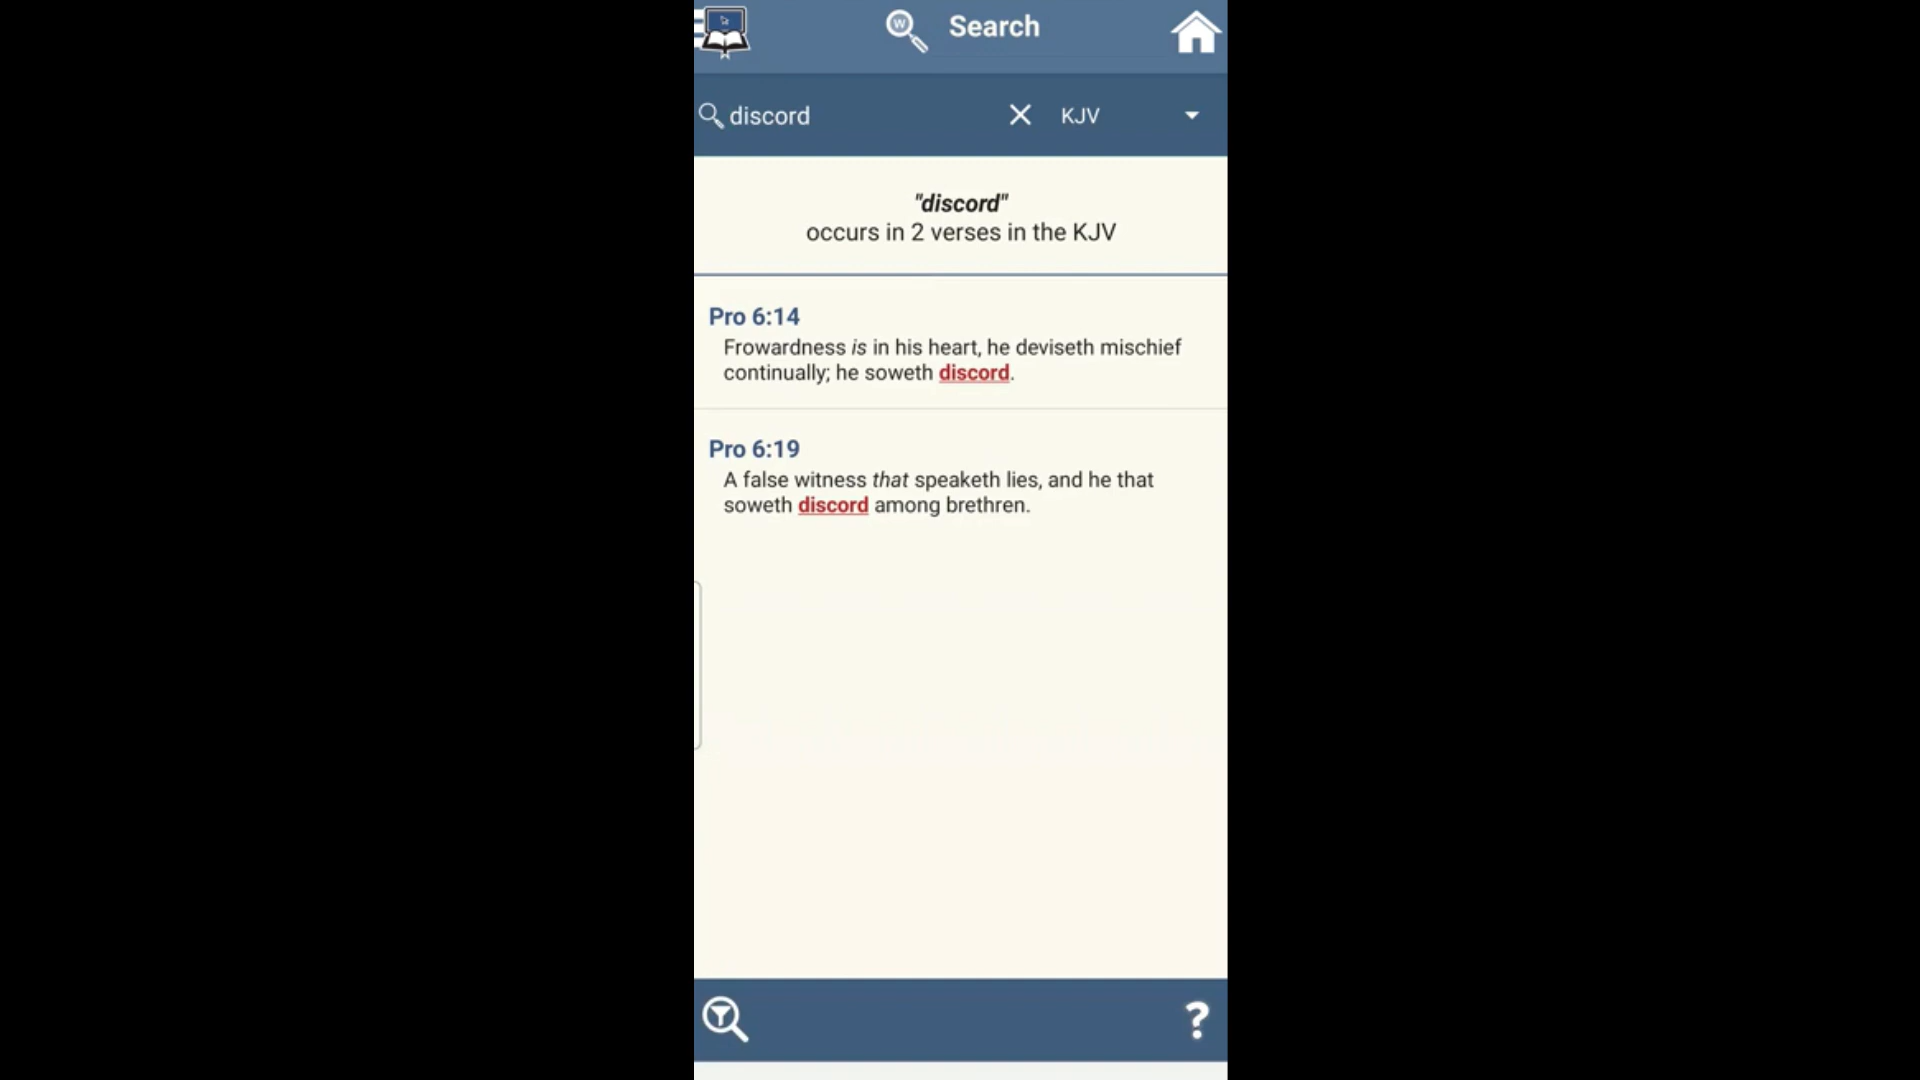 Search
discord KJV
"discord"
occurs in 2 verses in the KJV
Pro 6:14
Frowardness is in his heart, he deviseth mischief
continually; he soweth discord.
Pro 6:19
A false witness that speaketh lies, and he that
soweth discord among brethren.
?